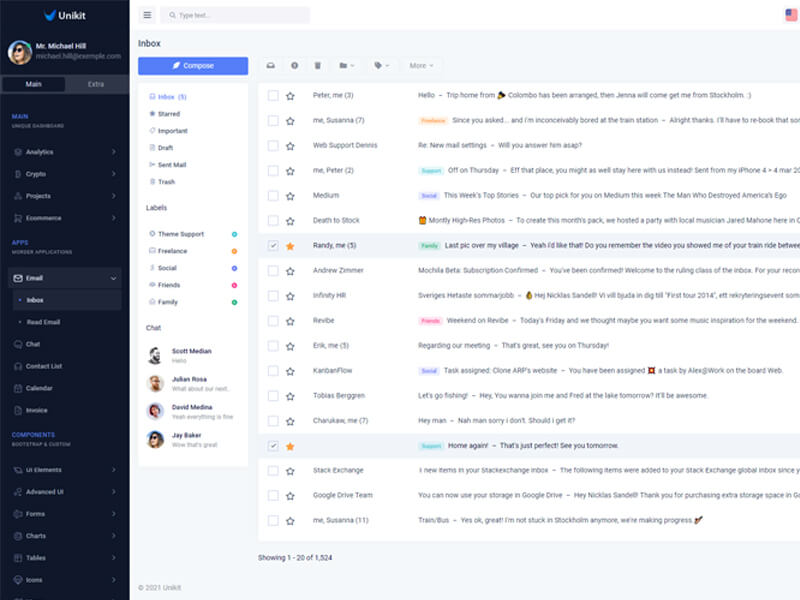 Unikit
Type text...
Mr. Michael Hill
michael.hill@exemple.com
Main Extra
MAIN
UNIQUE DASHBOARD
Analytics
Crypto
Projects
Ecommerce
APPS
MORDER APPLICATIONS
Email
Inbox
Read Email
Chat
Contact List
Calendar
Invoice
COMPONENTS
BOOTSTRAP & CUSTOM
UI Elements
Advanced UI
Forms
Charts
Tables
Icons
Inbox
Compose
More
Inbox (5)
Starred
Important
Draft
Sent Mail
Trash
Labels
Theme Support
Freelance
Social
Friends
Family
Chat
Scott Median
Hello
Julian Rosa
What about our next..
David Medina
Yeah everything is fine
Jay Baker
Wow that's great
Peter, me (3) Hello – Trip home from 🎓 Colombo has been arranged, then Jenna will come get me from Stockholm. :)
me, Susanna (7) Freelance Since you asked... and i'm inconceivably bored at the train station – Alright thanks. I'll have to re-book that
Web Support Dennis Re: New mail settings – Will you answer him asap?
me, Peter (2) Support Off on Thursday – Eff that place, you might as well stay here with us instead! Sent from my iPhone 4 > 4 mar 20
Medium Social This Week's Top Stories – Our top pick for you on Medium this week The Man Who Destroyed America's Ego
Death to Stock 🎁 Montly High-Res Photos – To create this month's pack, we hosted a party with local musician Jared Mahone here in
Randy, me (5) Family Last pic over my village – Yeah i'd like that! Do you remember the video you showed me of your train ride betwee
Andrew Zimmer Mochila Beta: Subscription Confirmed – You've been confirmed! Welcome to the ruling class of the inbox. For your
Infinity HR Sveriges Hetaste sommarjobb – 💰 Hej Nicklas Sandell! Vi vill bjuda in dig till "First tour 2014", ett rekryteringsevent som
Revibe Friends Weekend on Revibe – Today's Friday and we thought maybe you want some music inspiration for the weekend.
Erik, me (5) Regarding our meeting – That's great, see you on Thursday!
KanbanFlow Social Task assigned: Clone ARP's website – You have been assigned 💥 a task by Alex@Work on the board Web.
Tobias Berggren Let's go fishing! – Hey, You wanna join me and Fred at the lake tomorrow? It'll be awesome.
Charukaw, me (7) Hey man – Nah man sorry i don't. Should i get it?
Support Home again! – That's just perfect! See you tomorrow.
Stack Exchange 1 new items in your Stackexchange inbox – The following items were added to your Stack Exchange global inbox since
Google Drive Team You can now use your storage in Google Drive – Hey Nicklas Sandell! Thank you for purchasing extra storage space in
me, Susanna (11) Train/Bus – Yes ok, great! I'm not stuck in Stockholm anymore, we're making progress.🚀
Showing 1 - 20 of 1,524
© 2021 Unikit